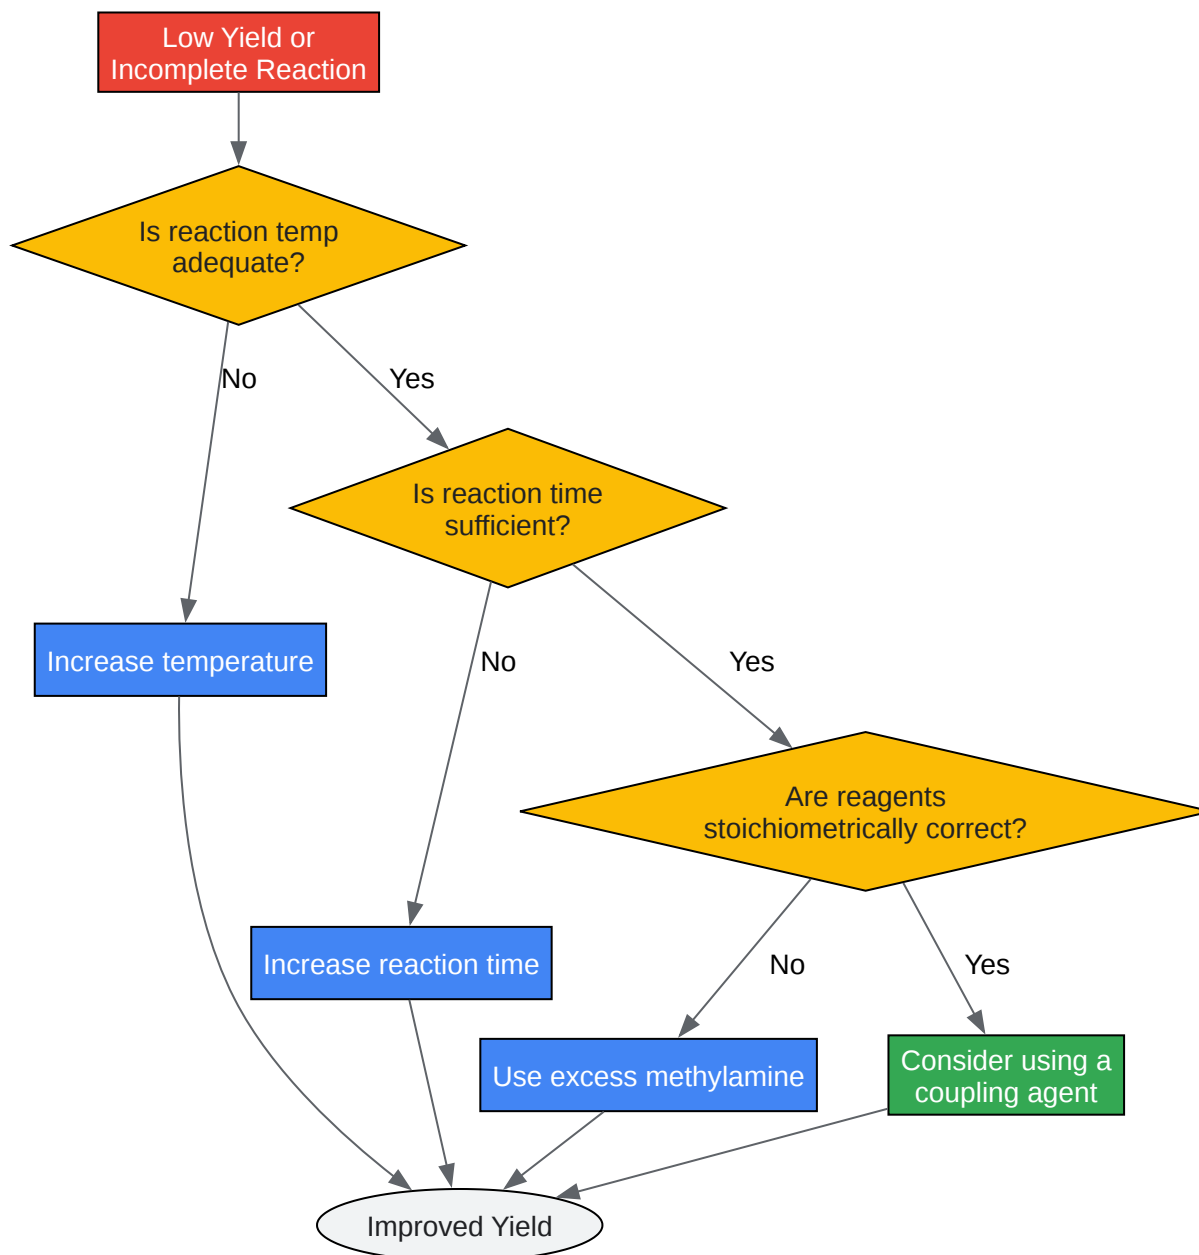 Low Yield or
Incomplete Reaction
Is reaction temp
adequate?
No
Yes
Is reaction time
sufficient?
Increase temperature
No
Yes
Are reagents
stoichiometrically correct?
Increase reaction time
No
Yes
Use excess methylamine
Consider using a
coupling agent
Improved Yield